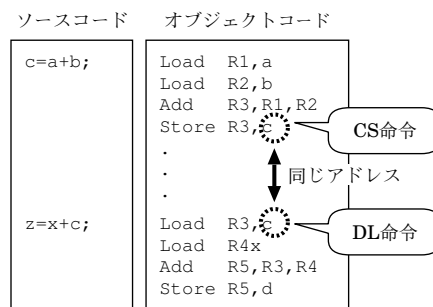 ソースコード オブジェクトコード
c=a+b; Load R1,a
Load R2,b
Add R3,R1,R2
Store R3,c
CS命令
.
.
.
同じアドレス
z=x+c; Load R3,c
DL命令
Load R4x
Add R5,R3,R4
Store R5,d